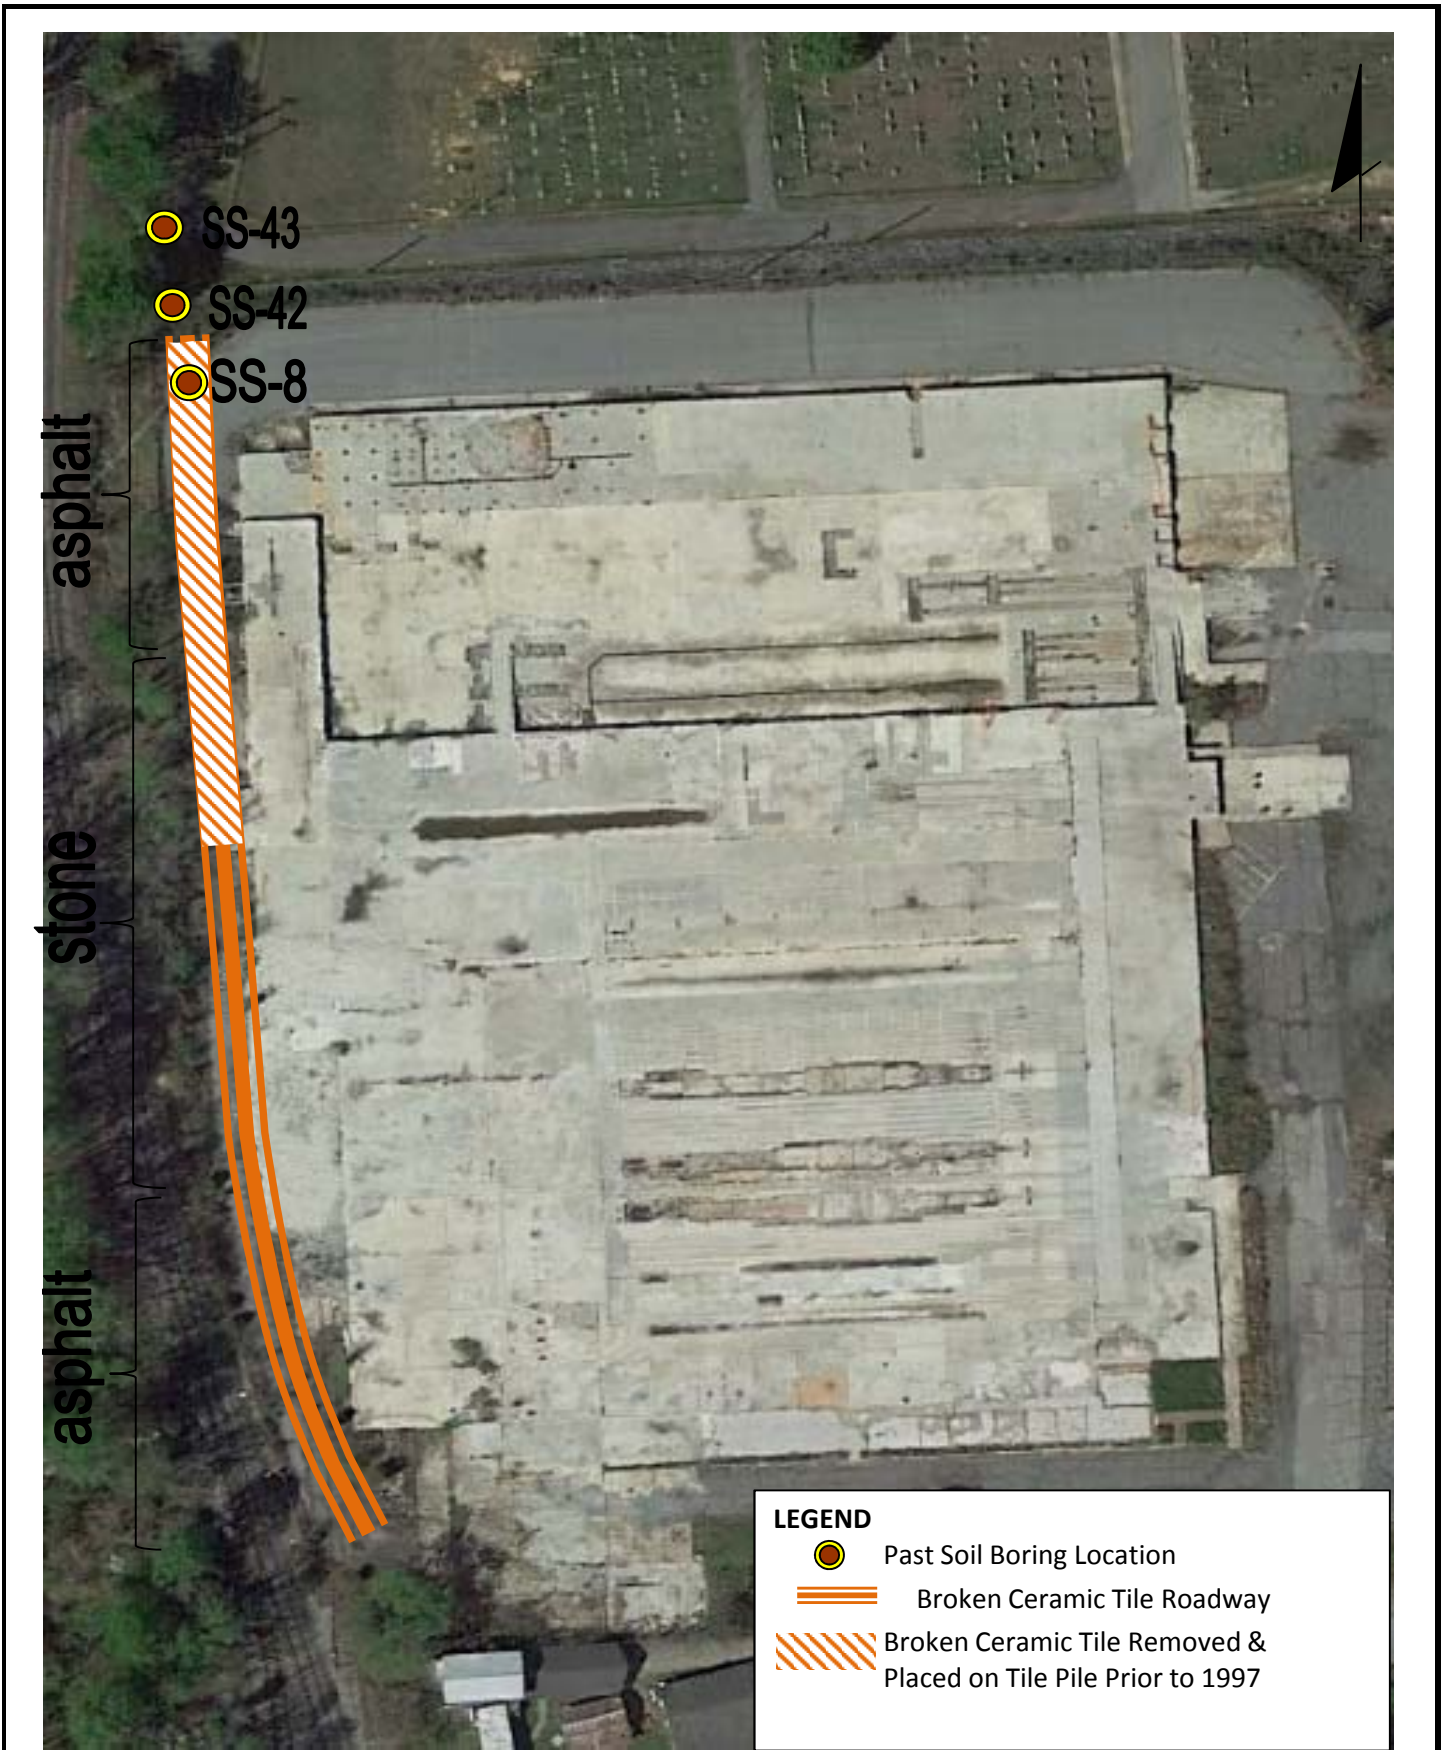 SS-43
SS-42
SS-8
asphalt
stone
asphalt
LEGEND
Past Soil Boring Location
Broken Ceramic Tile Roadway
Broken Ceramic Tile Removed &
Placed on Tile Pile Prior to 1997